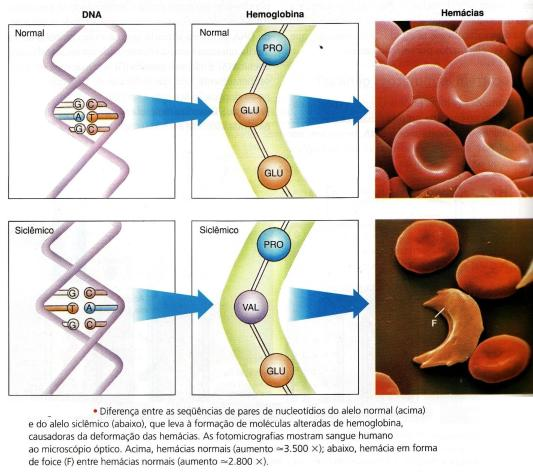 DNA
Hemoglobina
Hemácias
Normal
G C
A T
G C
Normal
PRO
GLU
GLU
Siclêmico
G C
T A
G C
Siclêmico
PRO
VAL
GLU
F
• Diferença entre as seqüências de pares de nucleotídios do alelo normal (acima)
e do alelo siclêmico (abaixo), que leva à formação de moléculas alteradas de hemoglobina,
causadoras da deformação das hemácias. As fotomicrografias mostram sangue humano
ao microscópio óptico. Acima, hemácias normais (aumento ≃3.500 ×); abaixo, hemácia em forma
de foice (F) entre hemácias normais (aumento ≃2.800 ×).